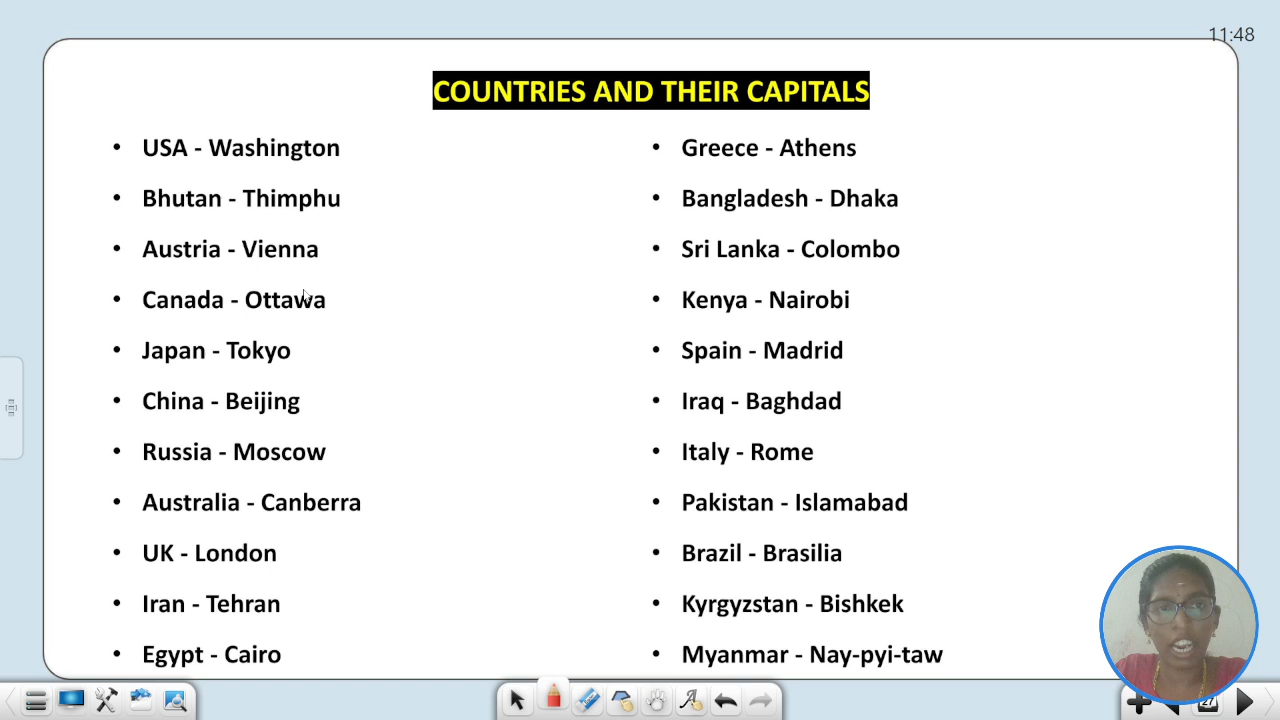 11:48
COUNTRIES AND THEIR CAPITALS
• USA - Washington
• Bhutan - Thimphu
• Austria - Vienna
• Canada - Ottawa
• Japan - Tokyo
• China - Beijing
• Russia - Moscow
• Australia - Canberra
• UK - London
• Iran - Tehran
• Egypt - Cairo
• Greece - Athens
• Bangladesh - Dhaka
• Sri Lanka - Colombo
• Kenya - Nairobi
• Spain - Madrid
• Iraq - Baghdad
• Italy - Rome
• Pakistan - Islamabad
• Brazil - Brasilia
• Kyrgyzstan - Bishkek
• Myanmar - Nay-pyi-taw
27